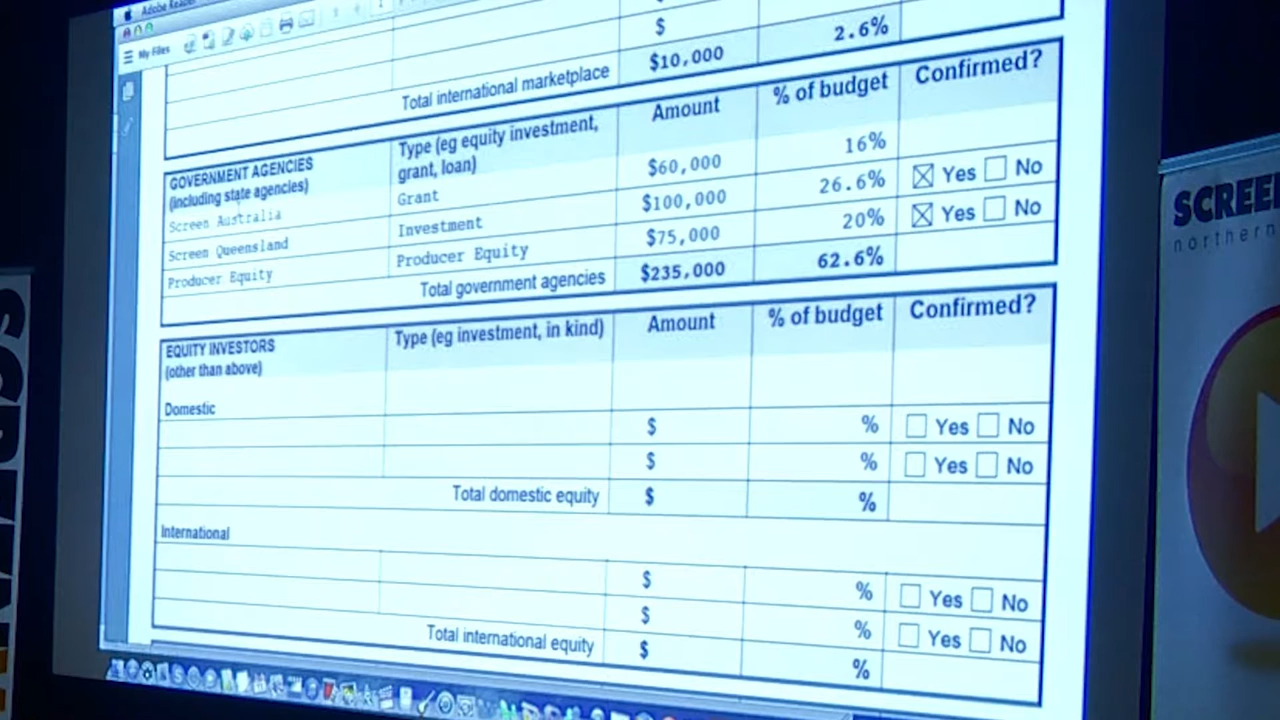 Adobe Reader
My Files
$
2.6%
Total international marketplace $10,000
GOVERNMENT AGENCIES
(including state agencies)
Type (eg equity investment,
grant, loan)
Amount
% of budget
Confirmed?
Screen Australia Grant $60,000 16% Yes No
Screen Queensland Investment $100,000 26.6% Yes No
Producer Equity Producer Equity $75,000 20%
Total government agencies $235,000 62.6%
EQUITY INVESTORS
(other than above)
Type (eg investment, in kind) Amount % of budget Confirmed?
Domestic
$ % Yes No
$ % Yes No
Total domestic equity $ %
International
$ % Yes No
$ % Yes No
Total international equity $ %
SCREEN
northern